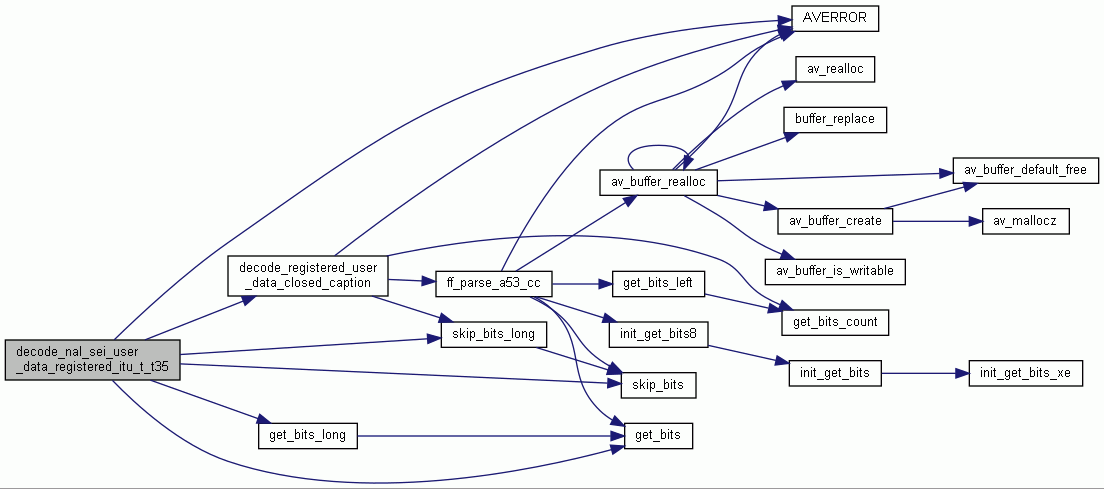 AVERROR
av_realloc
buffer_replace
av_buffer_default_free
av_buffer_realloc
av_buffer_create
av_mallocz
av_buffer_is_writable
decode_registered_user
_data_closed_caption
ff_parse_a53_cc
get_bits_left
get_bits_count
skip_bits_long
init_get_bits8
decode_nal_sei_user
_data_registered_itu_t_t35
init_get_bits
init_get_bits_xe
skip_bits
get_bits_long
get_bits